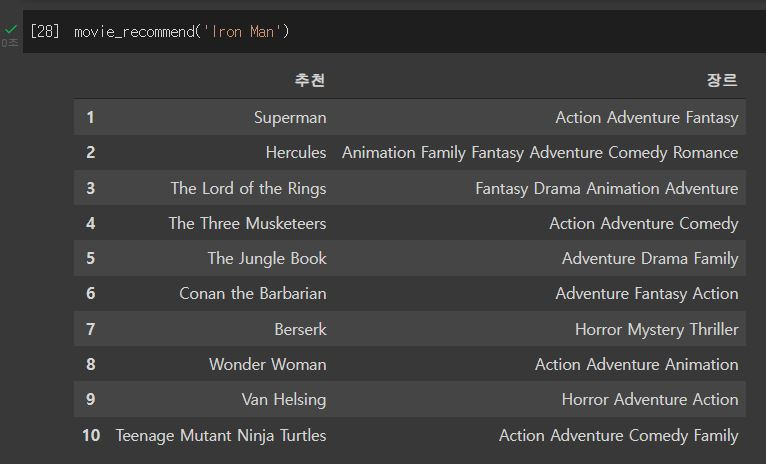 [28] movie_recommend('Iron Man')
0초
추천 장르
1 Superman Action Adventure Fantasy
2 Hercules Animation Family Fantasy Adventure Comedy Romance
3 The Lord of the Rings Fantasy Drama Animation Adventure
4 The Three Musketeers Action Adventure Comedy
5 The Jungle Book Adventure Drama Family
6 Conan the Barbarian Adventure Fantasy Action
7 Berserk Horror Mystery Thriller
8 Wonder Woman Action Adventure Animation
9 Van Helsing Horror Adventure Action
10 Teenage Mutant Ninja Turtles Action Adventure Comedy Family